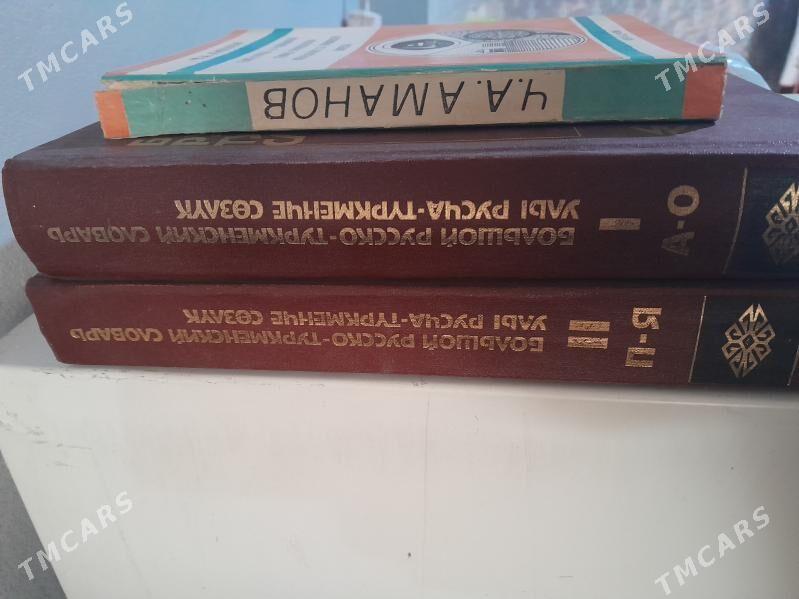 TMCARS
TMCARS
TMCARS
Ч.А. АМАНОВ
БОЛЬШОЙ РУССКО-ТУРКМЕНСКИЙ СЛОВАРЬ
УЛЫ РУСЧА-ТҮРКМЕНЧЕ СӨЗЛҮК
I
А-О
БОЛЬШОЙ РУССКО-ТУРКМЕНСКИЙ СЛОВАРЬ
УЛЫ РУСЧА-ТҮРКМЕНЧЕ СӨЗЛҮК
II
П-Я
TMCARS
TMCARS